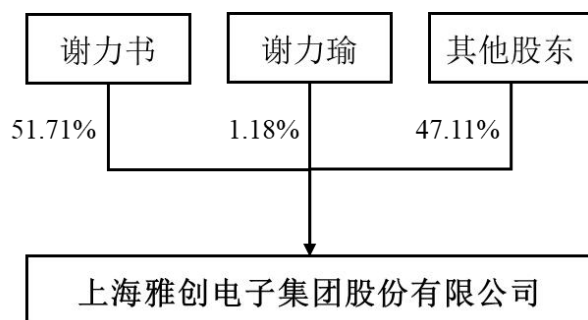 谢力书
谢力瑜
其他股东
51.71%
1.18%
47.11%
上海雅创电子集团股份有限公司